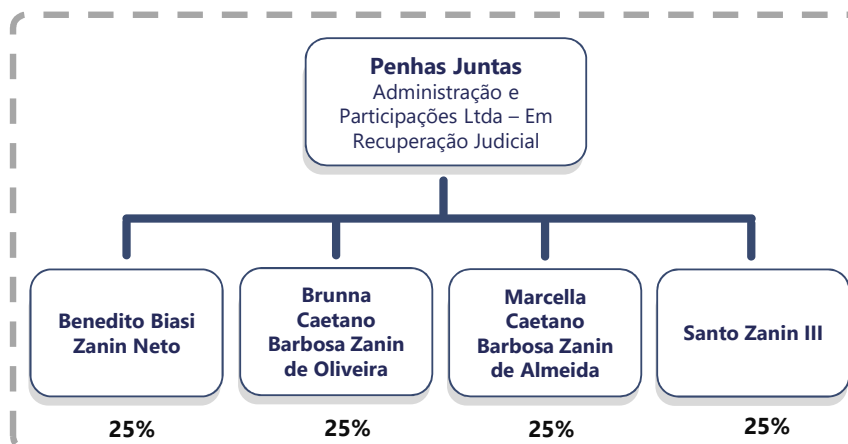 Penhas Juntas
Administração e
Participações Ltda – Em
Recuperação Judicial
Benedito Biasi
Zanin Neto
Brunna
Caetano
Barbosa Zanin
de Oliveira
Marcella
Caetano
Barbosa Zanin
de Almeida
Santo Zanin III
25%
25%
25%
25%